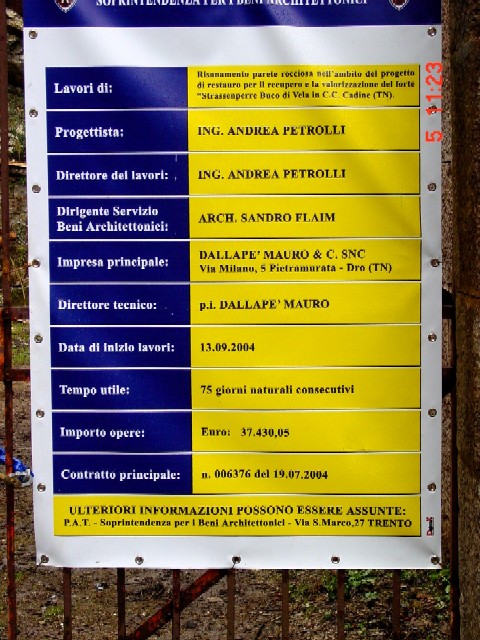 SOPRINTENDENZA PER I BENI ARCHITETTONICI
Lavori di: Risanamento parete rocciosa nell'ambito del progetto
di restauro per il recupero e la valorizzazione del forte
"Strassenperre Buco di Vela in C.C. Cadine (TN).
Progettista: ING. ANDREA PETROLLI
Direttore dei lavori: ING. ANDREA PETROLLI
Dirigente Servizio
Beni Architettonici: ARCH. SANDRO FLAIM
Impresa principale: DALLAPE' MAURO & C. SNC
Via Milano, 5 Pietramurata - Dro (TN)
Direttore tecnico: p.i. DALLAPE' MAURO
Data di inizio lavori: 13.09.2004
Tempo utile: 75 giorni naturali consecutivi
Importo opere: Euro: 37.430,05
Contratto principale: n. 006376 del 19.07.2004
ULTERIORI INFORMAZIONI POSSONO ESSERE ASSUNTE:
P.A.T. - Soprintendenza per i Beni Architettonici - Via S.Marco,27 TRENTO
5 11:23